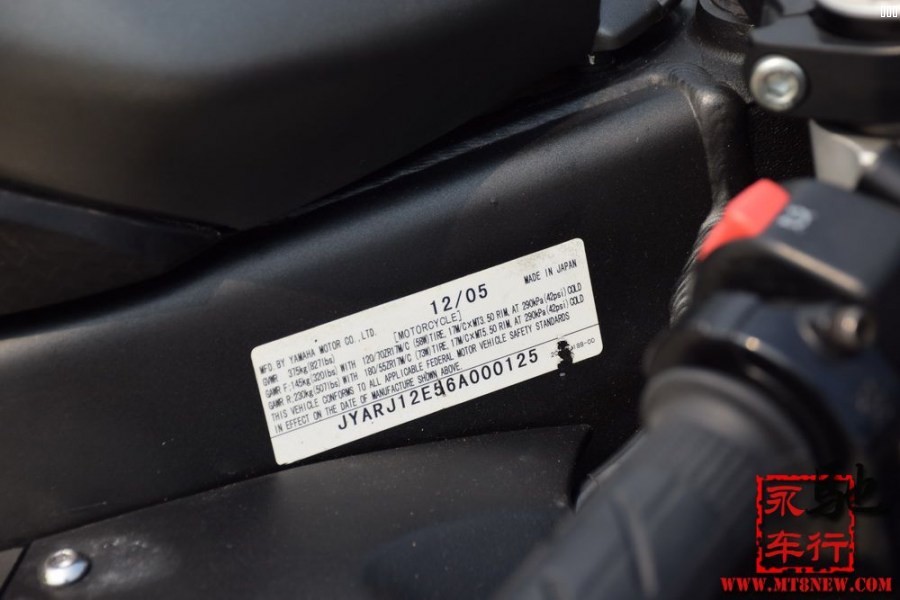 12/05
MADE IN JAPAN
MFG. BY YAMAHA MOTOR CO., LTD. [MOTORCYCLE]
GVWR 375kg(827lbs)
GAWR F:145kg(320lbs) WITH 120/70ZR17M/C (58W)TIRE, 17M/C×MT3.50 RIM, AT 290kPa(42psi)COLD
GAWR R:230kg(507lbs) WITH 180/55ZR17M/C (73W)TIRE, 17M/C×MT5.50 RIM, AT 290kPa(42psi)COLD
THIS VEHICLE CONFORMS TO ALL APPLICABLE FEDERAL MOTOR VEHICLE SAFETY STANDARDS
IN EFFECT ON THE DATE OF MANUFACTURE SHOWN ABOVE.
JYARJ12E56A000125
永驰
车行
WWW.MT8NEW.COM